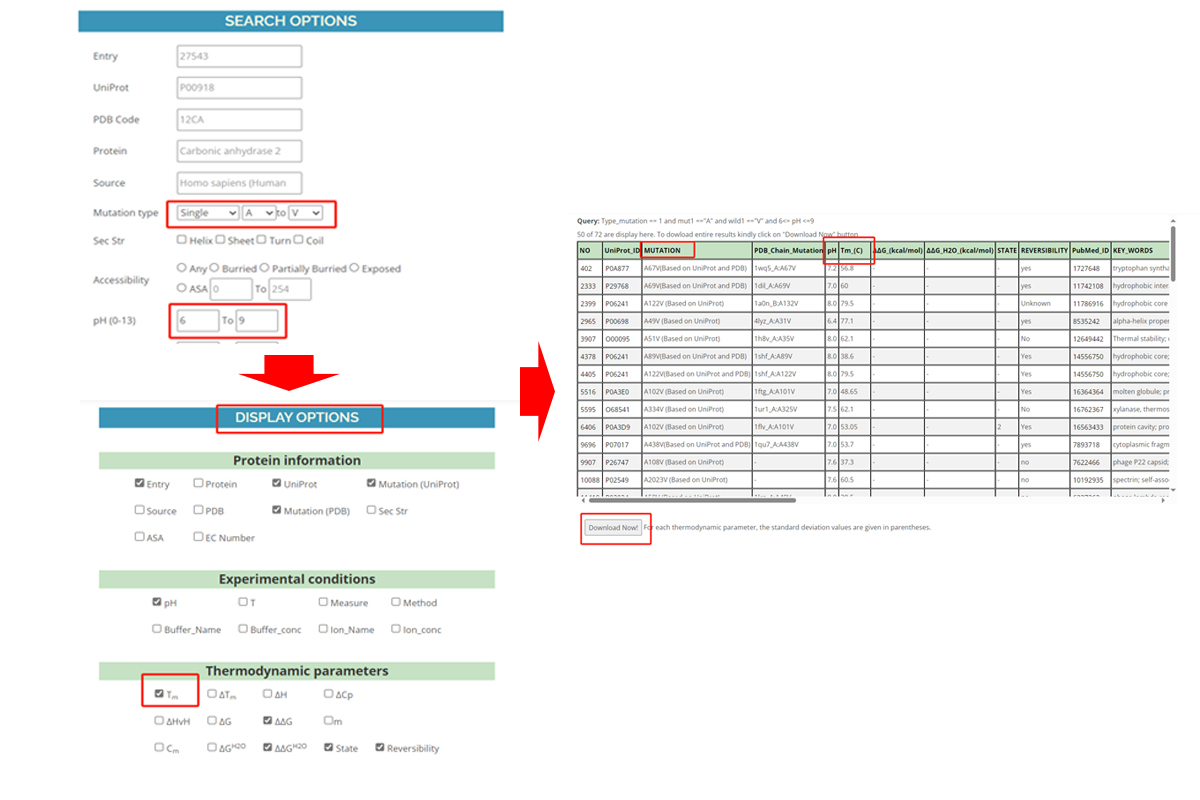 SEARCH OPTIONS
Entry 27543
UniProt P00918
PDB Code 12CA
Protein Carbonic anhydrase 2
Source Homo sapiens (Human
Mutation type Single A to V
Sec Str Helix Sheet Turn Coil
Accessibility Any Burried Partially Burried Exposed
ASA 0 To 254
pH (0-13) 6 To 9
DISPLAY OPTIONS
Protein information
Entry Protein UniProt Mutation (UniProt)
Source PDB Mutation (PDB) Sec Str
ASA EC Number
Experimental conditions
pH T Measure Method
Buffer_Name Buffer_conc Ion_Name Ion_conc
Thermodynamic parameters
Tm ΔTm ΔH ΔCp
ΔHvH ΔG ΔΔG m
Cm ΔG^H2O ΔΔG^H2O State Reversibility
Query: Type_mutation == 1 and mut1 =="A" and wild1 =="V" and 6<= pH <=9
50 of 72 are display here. To dowload entire results kindly click on "Download Now" button
NO UniProt_ID MUTATION PDB_Chain_Mutation pH Tm_(C) ΔΔG_(kcal/mol) ΔΔG_H2O_(kcal/mol) STATE REVERSIBILITY PubMed_ID KEY_WORDS
402 P0A877 A67V(Based on UniProt and PDB) 1wq5_A:A67V 7.2 56.8 - - - yes 1727648 tryptophan syntha
2333 P29768 A69V(Based on UniProt and PDB) 1dil_A:A69V 7.0 60 - - - yes 11742108 hydrophobic inter
2399 P06241 A122V (Based on UniProt) 1a0n_B:A132V 8.0 79.5 - - - Unknown 11786916 hydrophobic core
2965 P00698 A49V (Based on UniProt) 4lyz_A:A31V 6.4 77.1 - - - yes 8535242 alpha-helix proper
3907 O00095 A51V (Based on UniProt) 1h8v_A:A35V 8.0 62.1 - - - No 12649442 Thermal stability;
4378 P06241 A89V(Based on UniProt and PDB) 1shf_A:A89V 8.0 38.6 - - - Yes 14556750 hydrophobic core;
4405 P06241 A122V(Based on UniProt and PDB) 1shf_A:A122V 8.0 79.5 - - - Yes 14556750 hydrophobic core;
5516 P0A3E0 A102V (Based on UniProt) 1ftg_A:A101V 7.0 48.65 - - - Yes 16364364 molten globule; pr
5595 O68541 A334V (Based on UniProt) 1ur1_A:A325V 7.5 62.1 - - - No 16762367 xylanase, thermos
6406 P0A3D9 A102V (Based on UniProt) 1flv_A:A101V 7.0 53.05 - - 2 Yes 16563433 protein cavity; pro
9696 P07017 A438V(Based on UniProt and PDB) 1qu7_A:A438V 7.0 53.7 - - - yes 7893718 cytoplasmic fragm
9907 P26747 A108V (Based on UniProt) - 7.6 37.3 - - - no 7622466 phage P22 capsid;
10088 P02549 A2023V (Based on UniProt) - 7.6 60.5 - - - no 10192935 spectrin; self-asso
Download Now! For each thermodynamic parameter, the standard deviation values are given in parentheses.